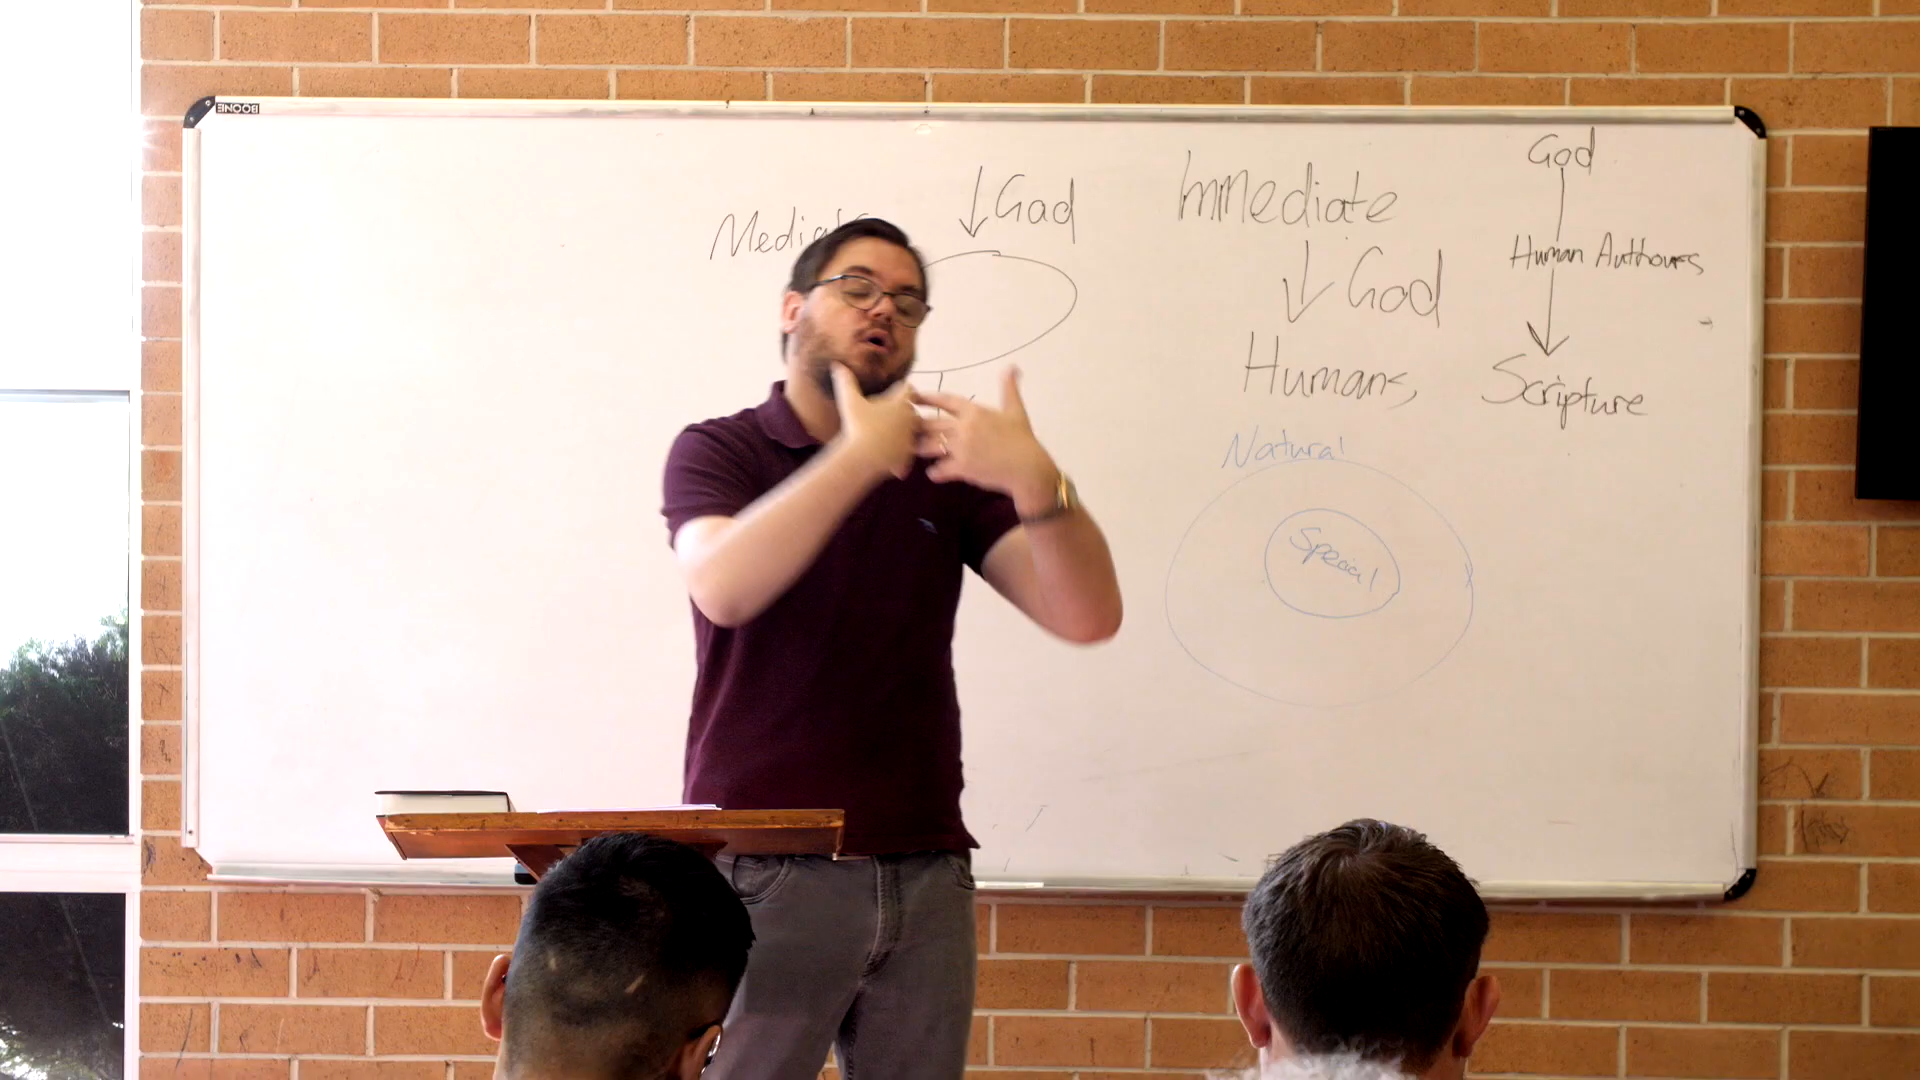 BOONE
↓God
Immediate
↓God
Humans,
God
Human Authours
Scripture
Natural
Special